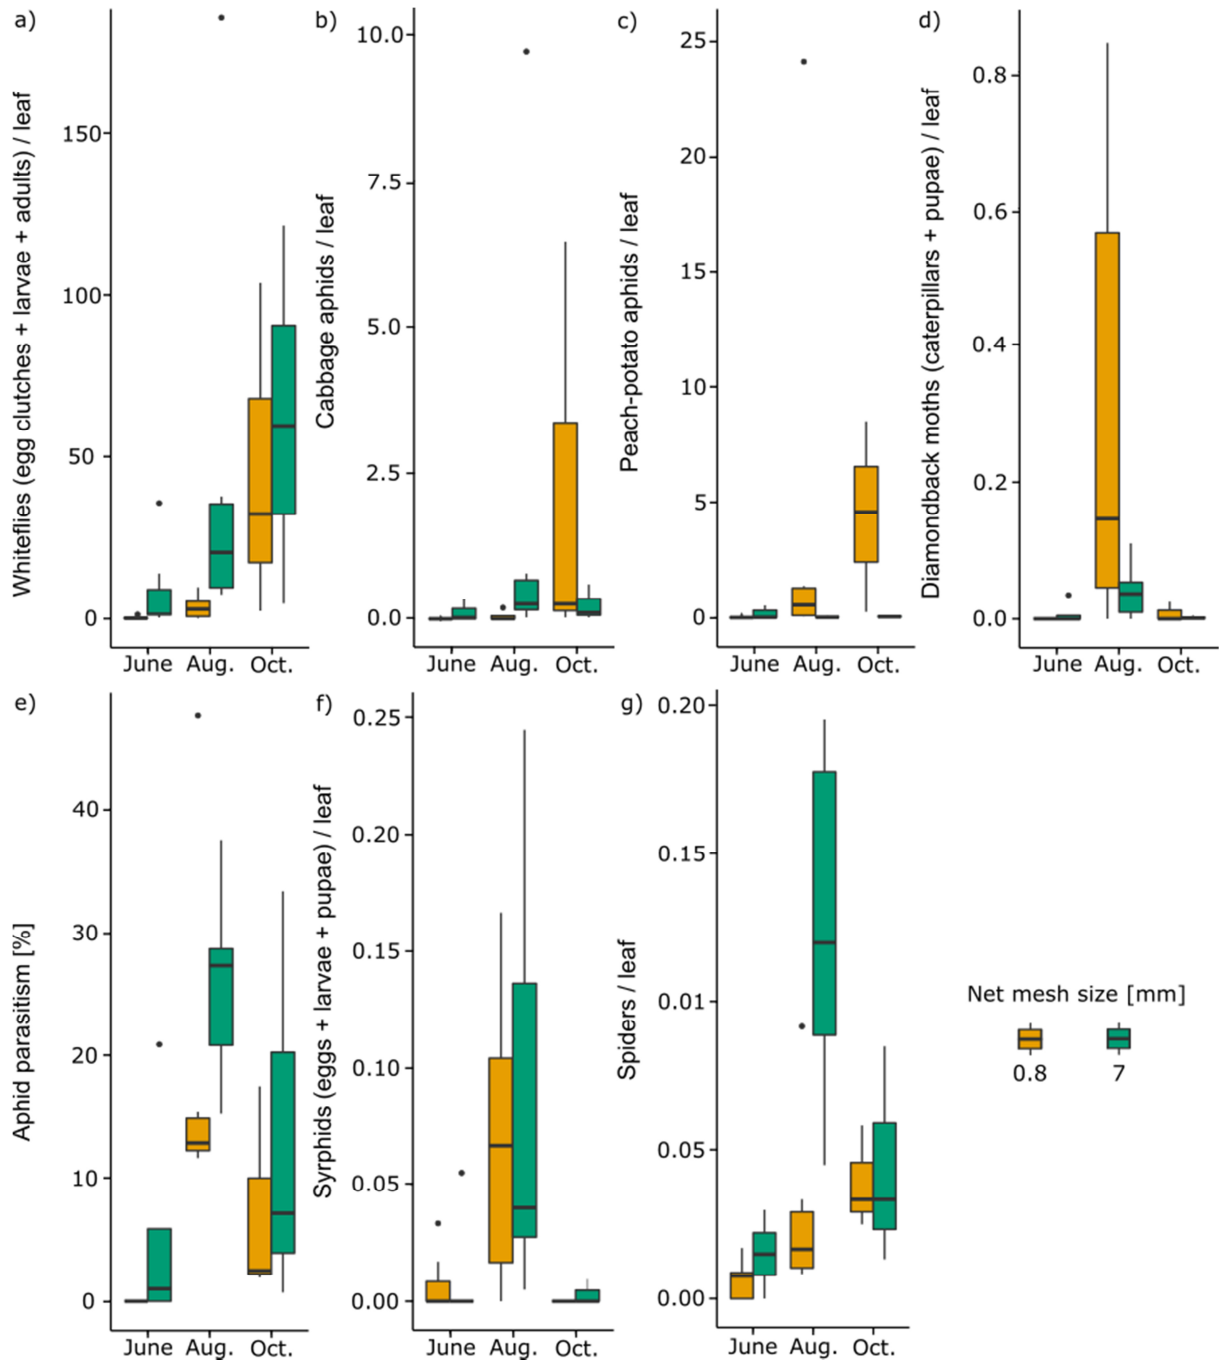 a)
Whiteflies (egg clutches + larvae + adults) / leaf
150
100
50
0
June Aug. Oct.
b)
Cabbage aphids / leaf
10.0
7.5
5.0
2.5
0.0
June Aug. Oct.
c)
Peach-potato aphids / leaf
25
20
15
10
5
0
June Aug. Oct.
d)
Diamondback moths (caterpillars + pupae) / leaf
0.8
0.6
0.4
0.2
0.0
June Aug. Oct.
e)
Aphid parasitism [%]
40
30
20
10
0
June Aug. Oct.
f)
Syrphids (eggs + larvae + pupae) / leaf
0.25
0.20
0.15
0.10
0.05
0.00
June Aug. Oct.
g)
Spiders / leaf
0.20
0.15
0.01
0.05
0.00
June Aug. Oct.
Net mesh size [mm]
0.8 7